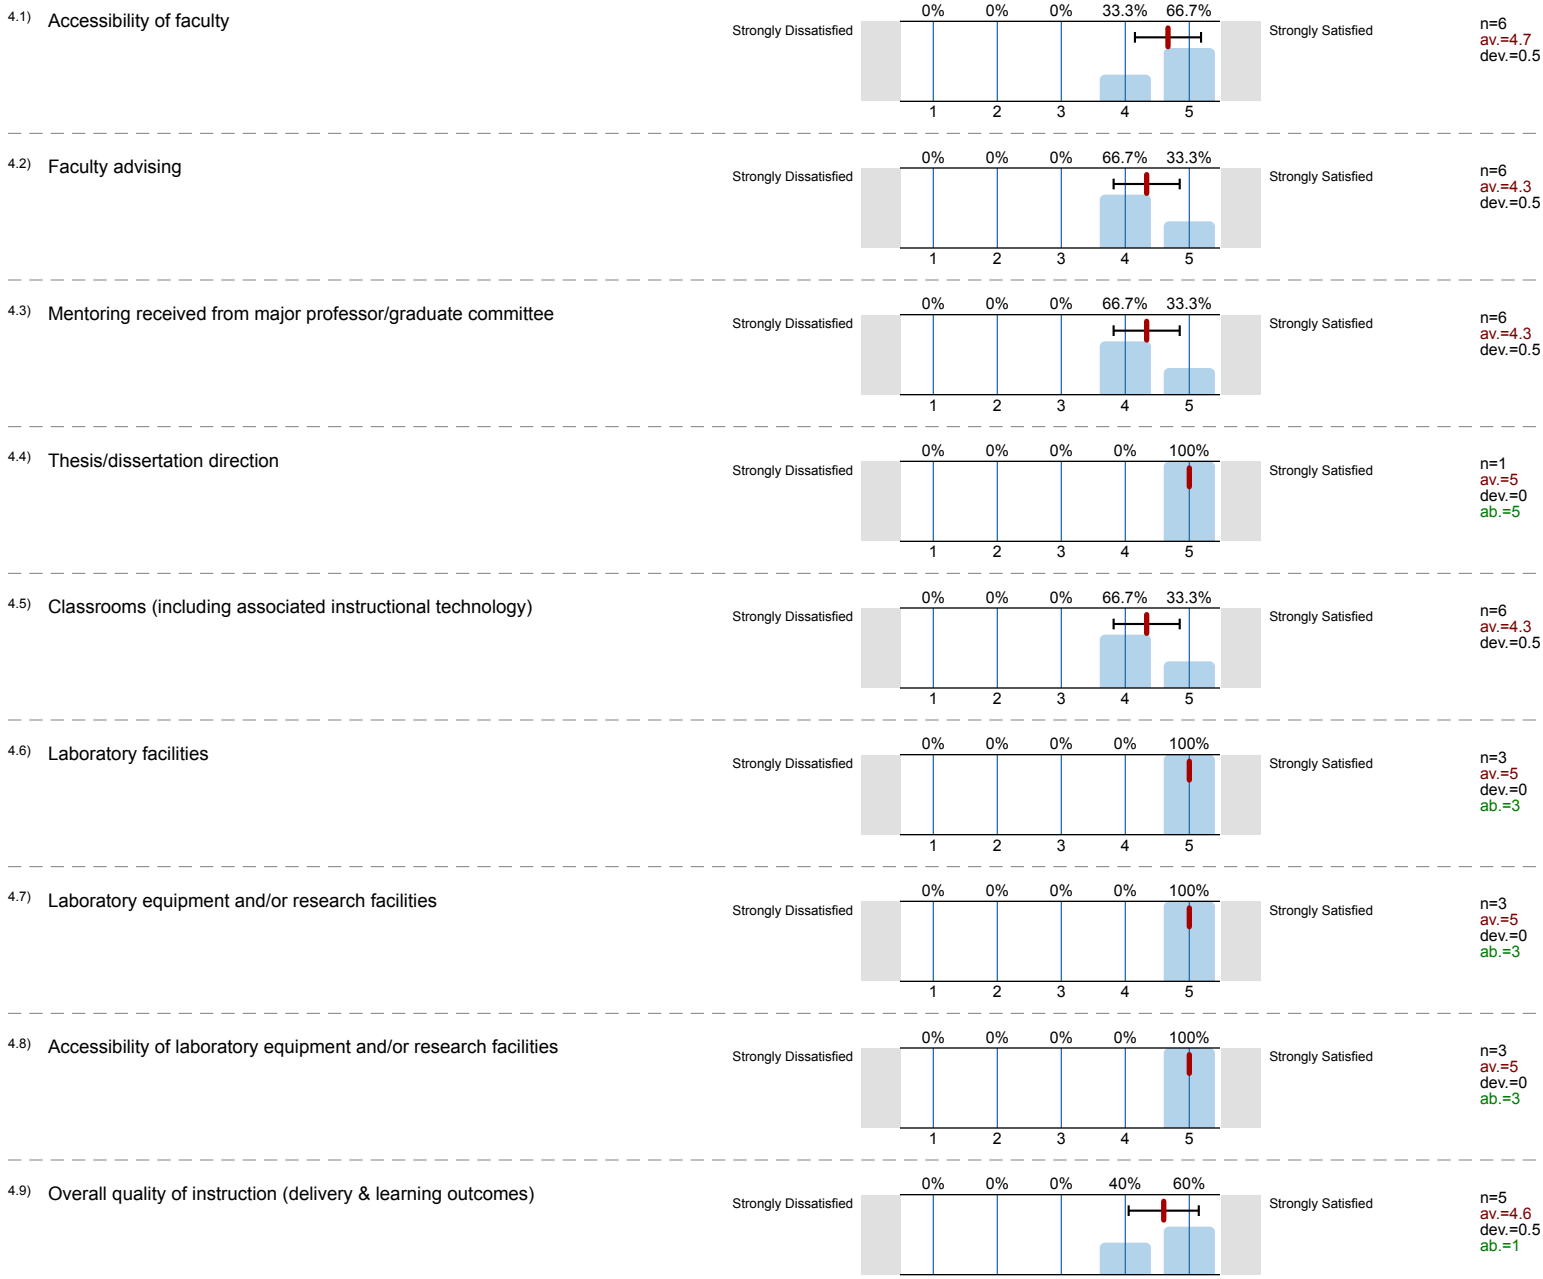 4.1) Accessibility of faculty
0% 0% 0% 33.3% 66.7%
Strongly Dissatisfied Strongly Satisfied
n=6
av.=4.7
dev.=0.5
1 2 3 4 5
4.2) Faculty advising
0% 0% 0% 66.7% 33.3%
Strongly Dissatisfied Strongly Satisfied
n=6
av.=4.3
dev.=0.5
1 2 3 4 5
4.3) Mentoring received from major professor/graduate committee
0% 0% 0% 66.7% 33.3%
Strongly Dissatisfied Strongly Satisfied
n=6
av.=4.3
dev.=0.5
1 2 3 4 5
4.4) Thesis/dissertation direction
0% 0% 0% 0% 100%
Strongly Dissatisfied Strongly Satisfied
n=1
av.=5
dev.=0
ab.=5
1 2 3 4 5
4.5) Classrooms (including associated instructional technology)
0% 0% 0% 66.7% 33.3%
Strongly Dissatisfied Strongly Satisfied
n=6
av.=4.3
dev.=0.5
1 2 3 4 5
4.6) Laboratory facilities
0% 0% 0% 0% 100%
Strongly Dissatisfied Strongly Satisfied
n=3
av.=5
dev.=0
ab.=3
1 2 3 4 5
4.7) Laboratory equipment and/or research facilities
0% 0% 0% 0% 100%
Strongly Dissatisfied Strongly Satisfied
n=3
av.=5
dev.=0
ab.=3
1 2 3 4 5
4.8) Accessibility of laboratory equipment and/or research facilities
0% 0% 0% 0% 100%
Strongly Dissatisfied Strongly Satisfied
n=3
av.=5
dev.=0
ab.=3
1 2 3 4 5
4.9) Overall quality of instruction (delivery & learning outcomes)
0% 0% 0% 40% 60%
Strongly Dissatisfied Strongly Satisfied
n=5
av.=4.6
dev.=0.5
ab.=1